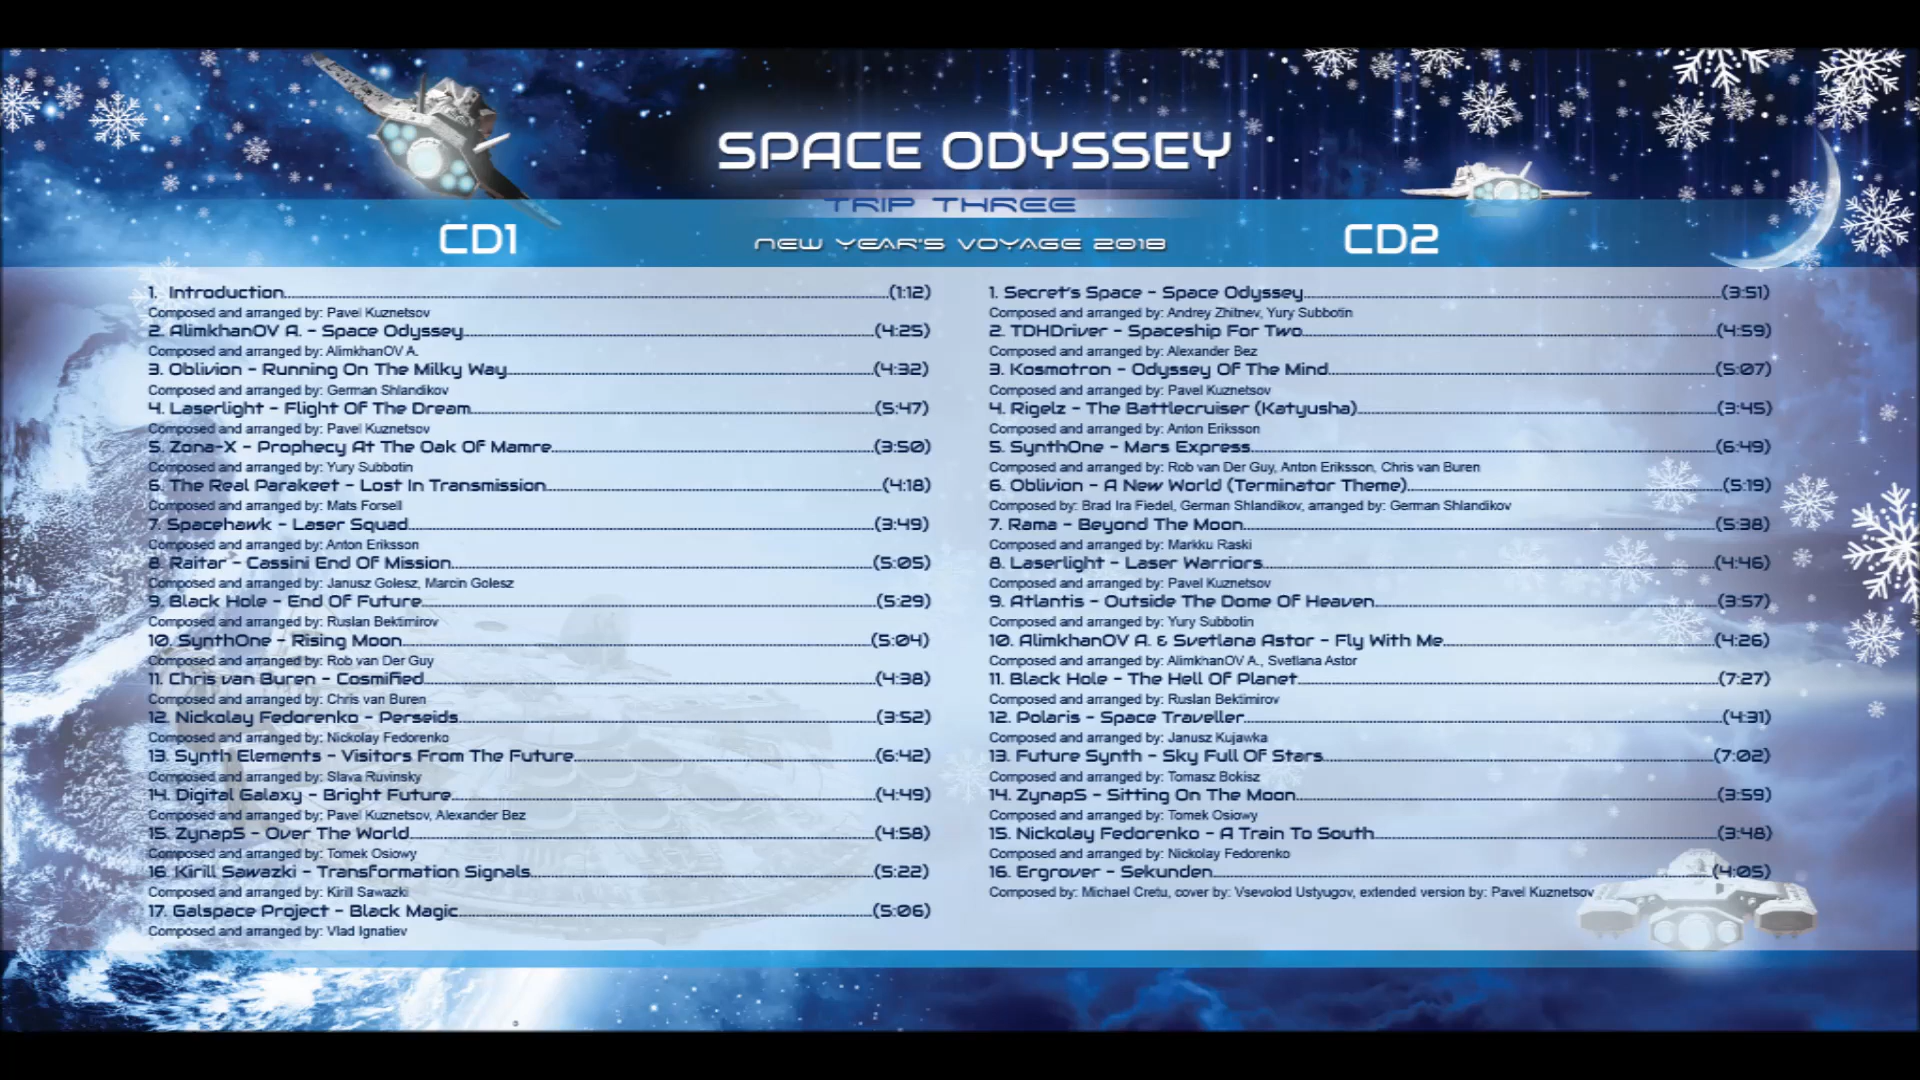 SPACE ODYSSEY
TRIP THREE
NEW YEAR'S VOYAGE 2018
CD1
1. Introduction (1:12)
Composed and arranged by: Pavel Kuznetsov
2. AlimkhanOV A. - Space Odyssey (4:25)
Composed and arranged by: AlimkhanOV A.
3. Oblivion - Running On The Milky Way (4:32)
Composed and arranged by: German Shlandikov
4. Laserlight - Flight Of The Dream (5:47)
Composed and arranged by: Pavel Kuznetsov
5. Zona-X - Prophecy At The Oak Of Mamre (3:50)
Composed and arranged by: Yury Subbotin
6. The Real Parakeet - Lost In Transmission (4:18)
Composed and arranged by: Mats Forsell
7. Spacehawk - Laser Squad (3:49)
Composed and arranged by: Anton Eriksson
8. Raitar - Cassini End Of Mission (5:05)
Composed and arranged by: Janusz Golesz, Marcin Golesz
9. Black Hole - End Of Future (5:29)
Composed and arranged by: Ruslan Bektimirov
10. SynthOne - Rising Moon (5:04)
Composed and arranged by: Rob van Der Guy
11. Chris van Buren - Cosmified (4:38)
Composed and arranged by: Chris van Buren
12. Nickolay Fedorenko - Perseids (3:52)
Composed and arranged by: Nickolay Fedorenko
13. Synth Elements - Visitors From The Future (6:42)
Composed and arranged by: Slava Ruvinsky
14. Digital Galaxy - Bright Future (4:49)
Composed and arranged by: Pavel Kuznetsov, Alexander Bez
15. ZynapS - Over The World (4:58)
Composed and arranged by: Tomek Osiowy
16. Kirill Sawazki - Transformation Signals (5:22)
Composed and arranged by: Kirill Sawazki
17. Galspace Project - Black Magic (5:06)
Composed and arranged by: Vlad Ignatiev
CD2
1. Secret's Space - Space Odyssey (3:51)
Composed and arranged by: Andrey Zhitnev, Yury Subbotin
2. TDHDriver - Spaceship For Two (4:59)
Composed and arranged by: Alexander Bez
3. Kosmotron - Odyssey Of The Mind (5:07)
Composed and arranged by: Pavel Kuznetsov
4. Rigelz - The Battlecruiser (Katyusha) (3:45)
Composed and arranged by: Anton Eriksson
5. SynthOne - Mars Express (6:49)
Composed and arranged by: Rob van Der Guy, Anton Eriksson, Chris van Buren
6. Oblivion - A New World (Terminator Theme) (5:19)
Composed by: Brad Ira Fiedel, German Shlandikov, arranged by: German Shlandikov
7. Rama - Beyond The Moon (5:38)
Composed and arranged by: Markku Raski
8. Laserlight - Laser Warriors (4:46)
Composed and arranged by: Pavel Kuznetsov
9. Atlantis - Outside The Dome Of Heaven (3:57)
Composed and arranged by: Yury Subbotin
10. AlimkhanOV A. & Svetlana Astor - Fly With Me (4:26)
Composed and arranged by: AlimkhanOV A., Svetlana Astor
11. Black Hole - The Hell Of Planet (7:27)
Composed and arranged by: Ruslan Bektimirov
12. Polaris - Space Traveller (4:31)
Composed and arranged by: Janusz Kujawka
13. Future Synth - Sky Full Of Stars (7:02)
Composed and arranged by: Tomasz Bokisz
14. ZynapS - Sitting On The Moon (3:59)
Composed and arranged by: Tomek Osiowy
15. Nickolay Fedorenko - A Train To South (3:48)
Composed and arranged by: Nickolay Fedorenko
16. Ergrover - Sekunden (4:05)
Composed by: Michael Cretu, cover by: Vsevolod Ustyugov, extended version by: Pavel Kuznetsov